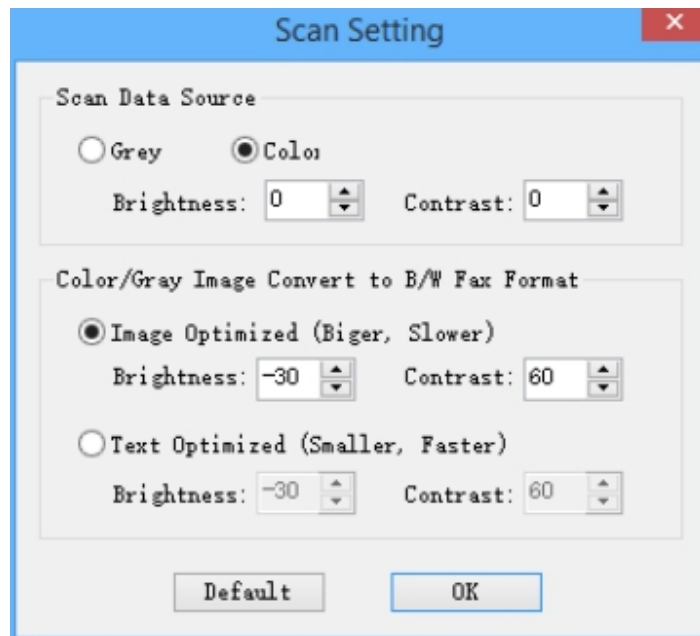 Scan Setting
Scan Data Source
Grey Color
Brightness: 0 Contrast: 0
Color/Gray Image Convert to B/W Fax Format
Image Optimized (Biger, Slower)
Brightness: -30 Contrast: 60
Text Optimized (Smaller, Faster)
Brightness: -30 Contrast: 60
Default OK